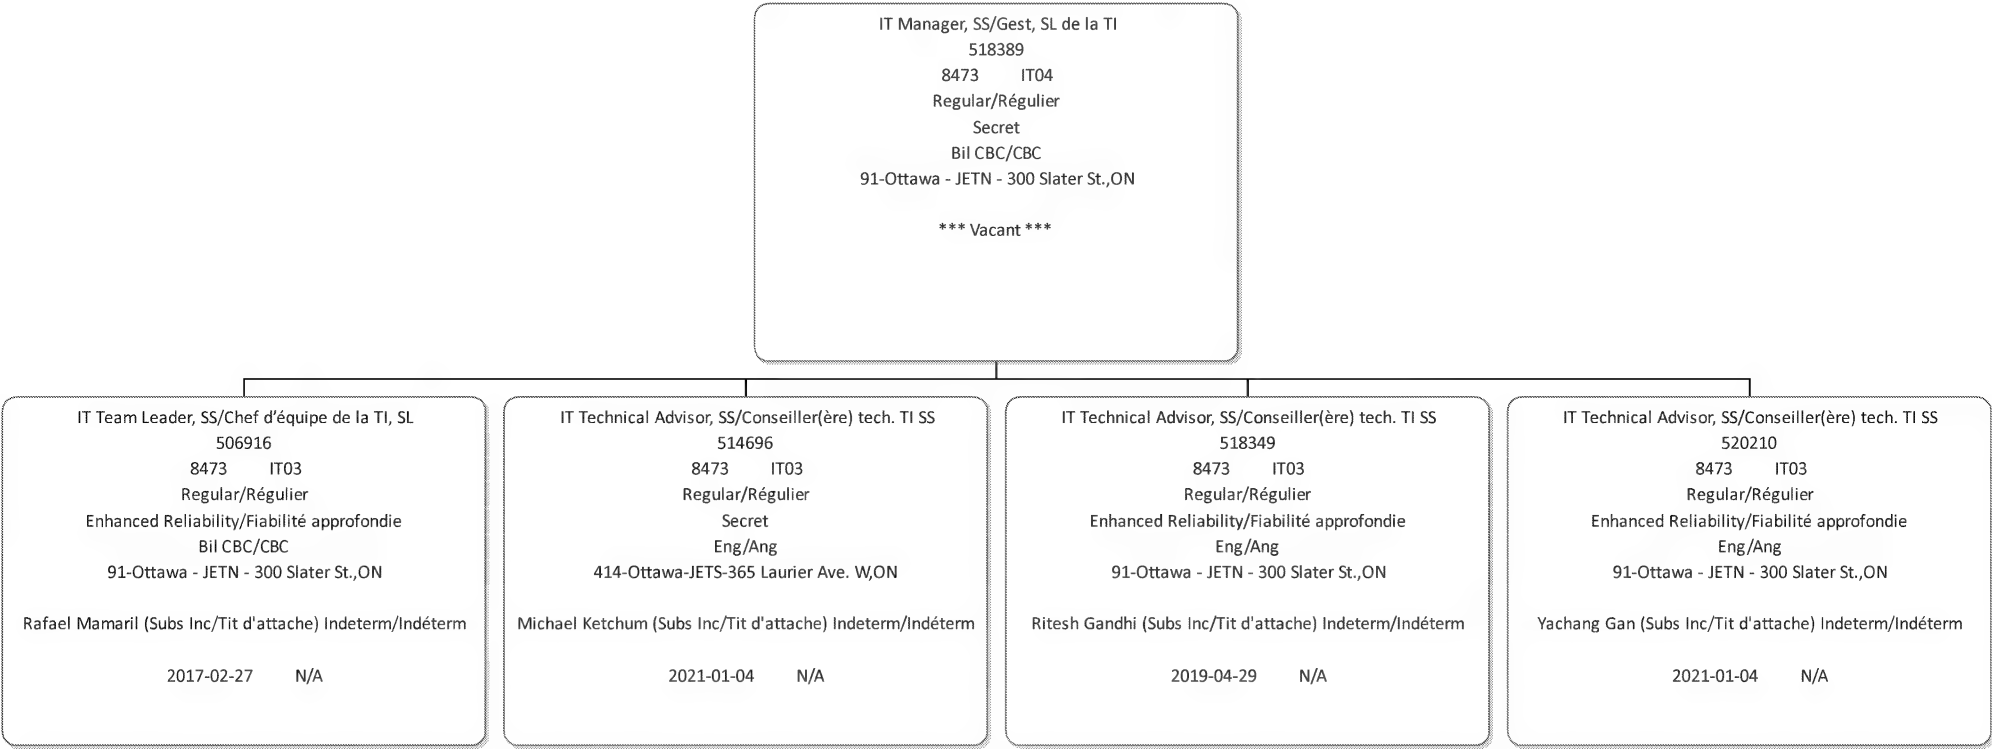 IT Manager, SS/Gest, SL de la TI
518389
8473 IT04
Regular/Régulier
Secret
Bil CBC/CBC
91-Ottawa - JETN - 300 Slater St.,ON
*** Vacant ***
IT Team Leader, SS/Chef d’équipe de la TI, SL
506916
8473 IT03
Regular/Régulier
Enhanced Reliability/Fiabilité approfondie
Bil CBC/CBC
91-Ottawa - JETN - 300 Slater St.,ON
Rafael Mamaril (Subs Inc/Tit d'attache) Indeterm/Indéterm
2017-02-27 N/A
IT Technical Advisor, SS/Conseiller(ère) tech. TI SS
514696
8473 IT03
Regular/Régulier
Secret
Eng/Ang
414-Ottawa-JETS-365 Laurier Ave. W,ON
Michael Ketchum (Subs Inc/Tit d'attache) Indeterm/Indéterm
2021-01-04 N/A
IT Technical Advisor, SS/Conseiller(ère) tech. TI SS
518349
8473 IT03
Regular/Régulier
Enhanced Reliability/Fiabilité approfondie
Eng/Ang
91-Ottawa - JETN - 300 Slater St.,ON
Ritesh Gandhi (Subs Inc/Tit d'attache) Indeterm/Indéterm
2019-04-29 N/A
IT Technical Advisor, SS/Conseiller(ère) tech. TI SS
520210
8473 IT03
Regular/Régulier
Enhanced Reliability/Fiabilité approfondie
Eng/Ang
91-Ottawa - JETN - 300 Slater St.,ON
Yachang Gan (Subs Inc/Tit d'attache) Indeterm/Indéterm
2021-01-04 N/A